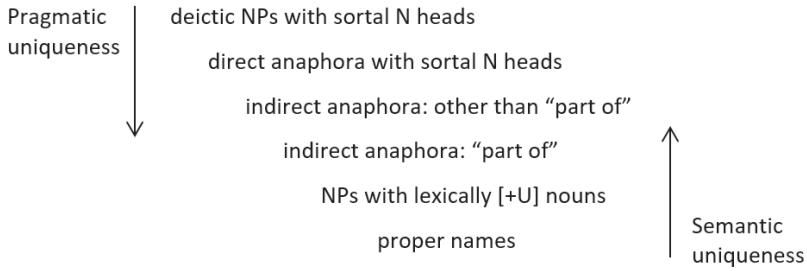 Pragmatic
uniqueness
deictic NPs with sortal N heads
direct anaphora with sortal N heads
indirect anaphora: other than “part of”
indirect anaphora: “part of”
NPs with lexically [+U] nouns
proper names
Semantic
uniqueness